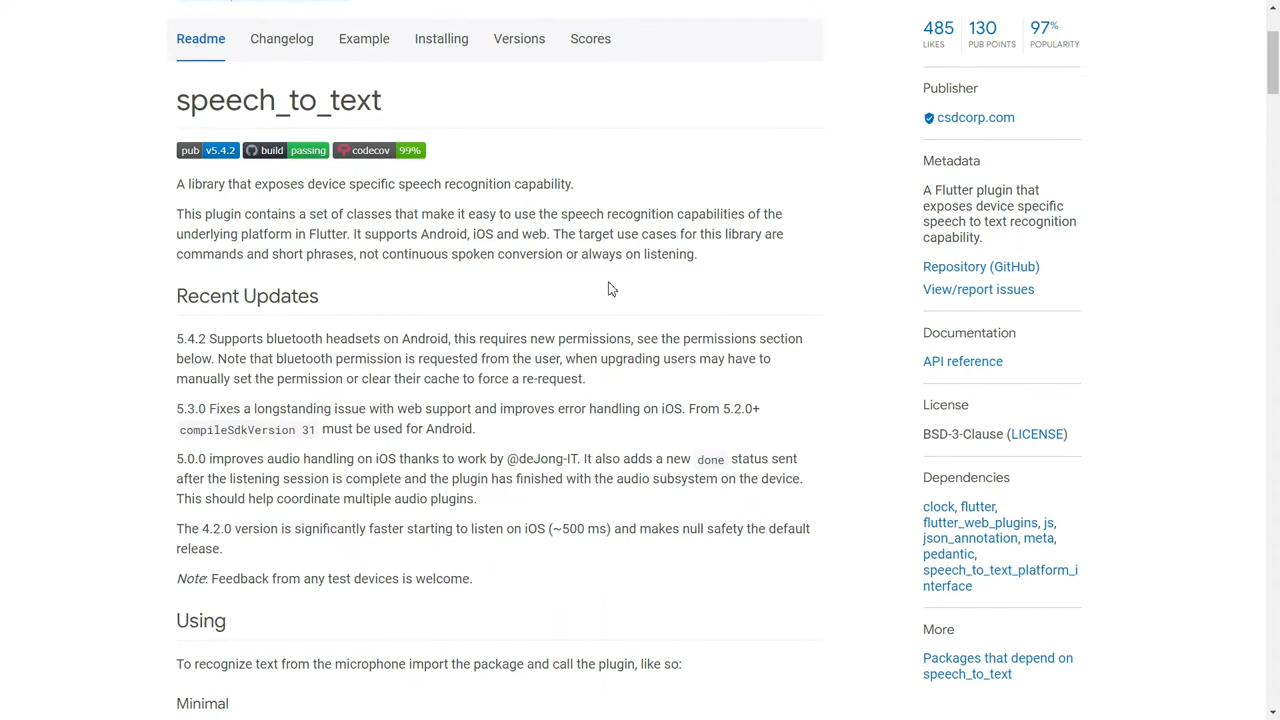 Readme Changelog Example Installing Versions Scores
speech_to_text
pub v5.4.2 build passing codecov 99%
A library that exposes device specific speech recognition capability.
This plugin contains a set of classes that make it easy to use the speech recognition capabilities of the
underlying platform in Flutter. It supports Android, iOS and web. The target use cases for this library are
commands and short phrases, not continuous spoken conversion or always on listening.
Recent Updates
5.4.2 Supports bluetooth headsets on Android, this requires new permissions, see the permissions section
below. Note that bluetooth permission is requested from the user, when upgrading users may have to
manually set the permission or clear their cache to force a re-request.
5.3.0 Fixes a longstanding issue with web support and improves error handling on iOS. From 5.2.0+
compileSdkVersion 31 must be used for Android.
5.0.0 improves audio handling on iOS thanks to work by @deJong-IT. It also adds a new done status sent
after the listening session is complete and the plugin has finished with the audio subsystem on the device.
This should help coordinate multiple audio plugins.
The 4.2.0 version is significantly faster starting to listen on iOS (~500 ms) and makes null safety the default
release.
Note: Feedback from any test devices is welcome.
Using
To recognize text from the microphone import the package and call the plugin, like so:
Minimal
485 130 97%
LIKES PUB POINTS POPULARITY
Publisher
csdcorp.com
Metadata
A Flutter plugin that
exposes device specific
speech to text recognition
capability.
Repository (GitHub)
View/report issues
Documentation
API reference
License
BSD-3-Clause (LICENSE)
Dependencies
clock, flutter,
flutter_web_plugins, js,
json_annotation, meta,
pedantic,
speech_to_text_platform_i
nterface
More
Packages that depend on
speech_to_text